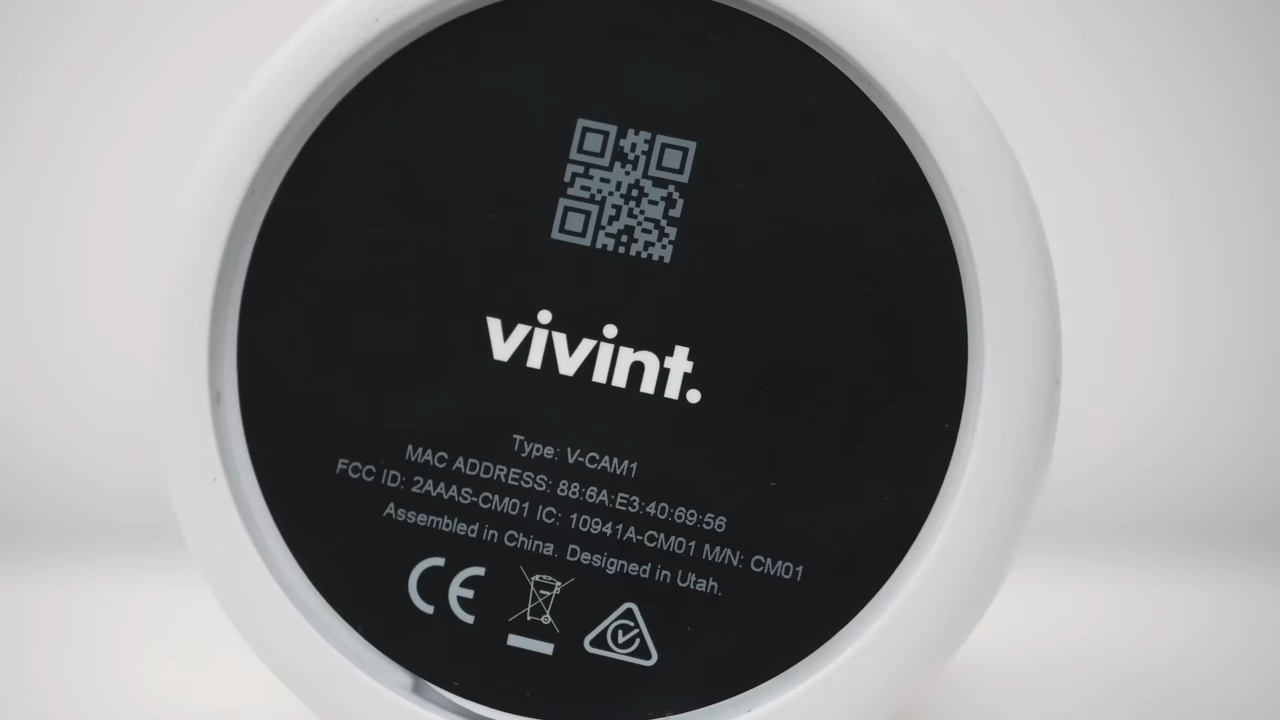 vivint.
Type: V-CAM1
MAC ADDRESS: 88:6A:E3:40:69:56
FCC ID: 2AAAS-CM01 IC: 10941A-CM01 M/N: CM01
Assembled in China. Designed in Utah.
CE